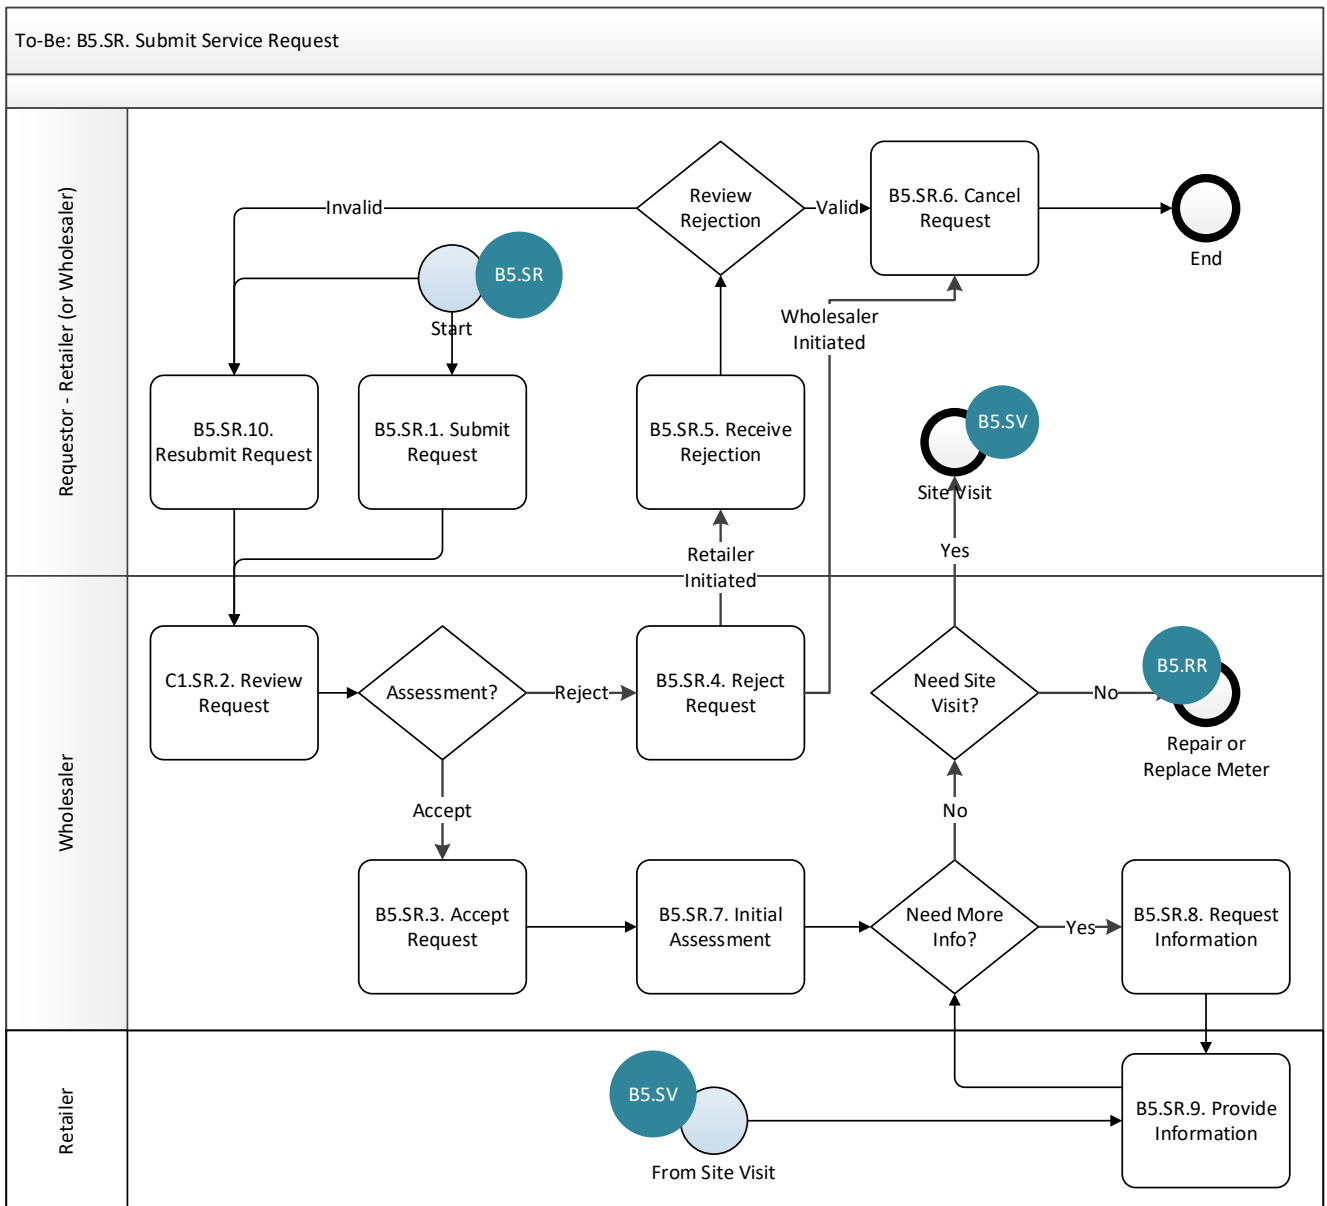 To-Be: B5.SR. Submit Service Request
Requestor - Retailer (or Wholesaler)
Review
Rejection
Invalid
Valid
B5.SR.6. Cancel
Request
End
B5.SR
Start
Wholesaler
Initiated
B5.SR.10.
Resubmit Request
B5.SR.1. Submit
Request
B5.SR.5. Receive
Rejection
B5.SV
Site Visit
Retailer
Initiated
Yes
Wholesaler
C1.SR.2. Review
Request
Assessment?
Reject
B5.SR.4. Reject
Request
Need Site
Visit?
No
B5.RR
Repair or
Replace Meter
Accept
No
B5.SR.3. Accept
Request
B5.SR.7. Initial
Assessment
Need More
Info?
Yes
B5.SR.8. Request
Information
Retailer
B5.SV
From Site Visit
B5.SR.9. Provide
Information